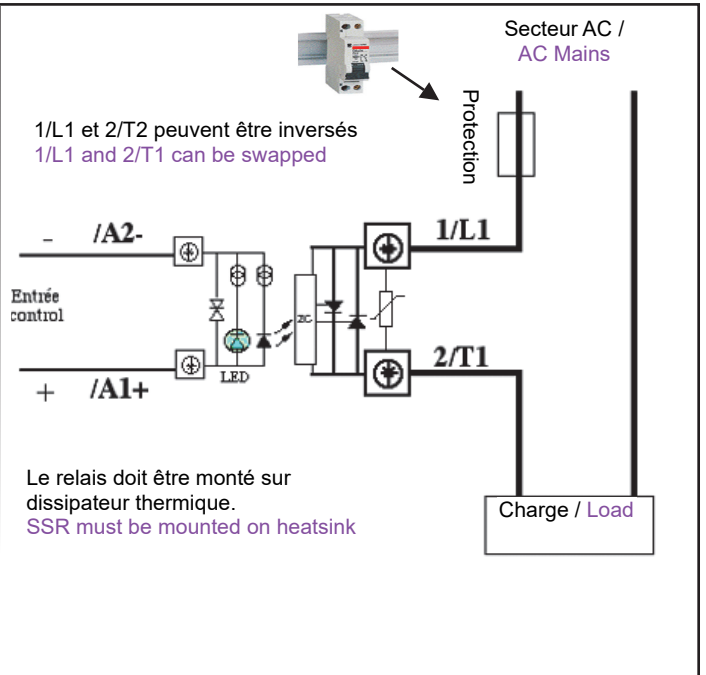 Secteur AC /
AC Mains
Protection
1/L1 et 2/T2 peuvent être inversés
1/L1 and 2/T1 can be swapped
- /A2-
1/L1
Entrée
control
ZC
LED
+ /A1+
2/T1
Le relais doit être monté sur
dissipateur thermique.
SSR must be mounted on heatsink
Charge / Load